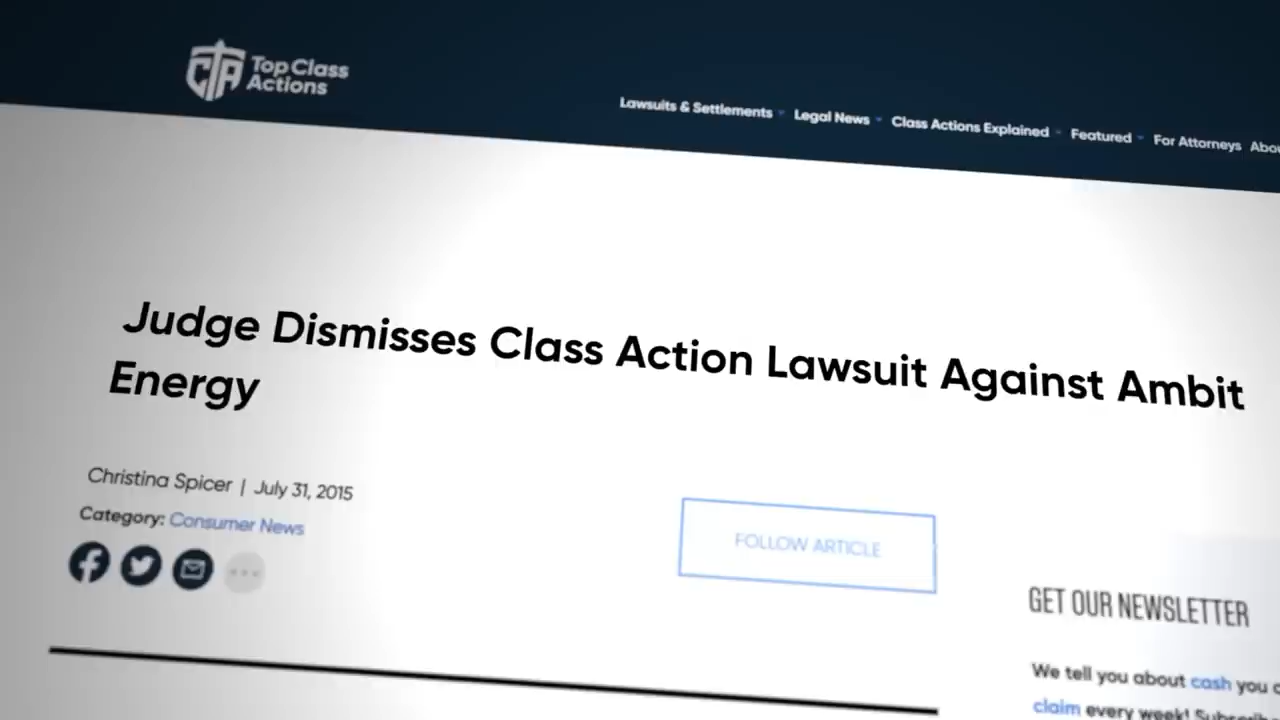 CTA
Top Class
Actions
Lawsuits & Settlements
Legal News
Class Actions Explained
Featured
For Attorneys
Judge Dismisses Class Action Lawsuit Against Ambit
Energy
Christina Spicer | July 31, 2015
Category: Consumer News
FOLLOW ARTICLE
GET OUR NEWSLETTER
We tell you about cash you
claim every week!